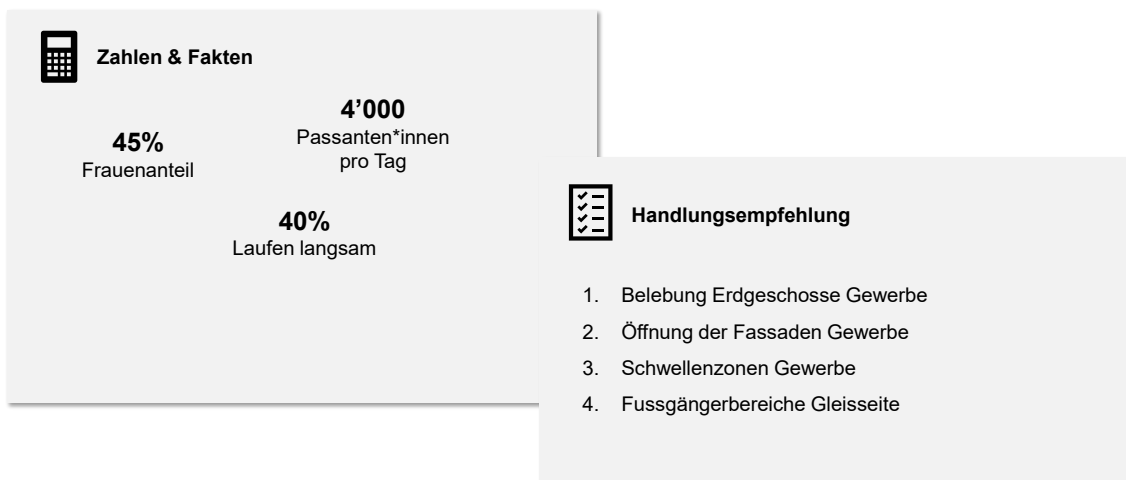 Zahlen & Fakten
45%
Frauenanteil
4’000
Passanten*innen
pro Tag
40%
Laufen langsam
Handlungsempfehlung
1. Belebung Erdgeschosse Gewerbe
2. Öffnung der Fassaden Gewerbe
3. Schwellenzonen Gewerbe
4. Fussgängerbereiche Gleisseite